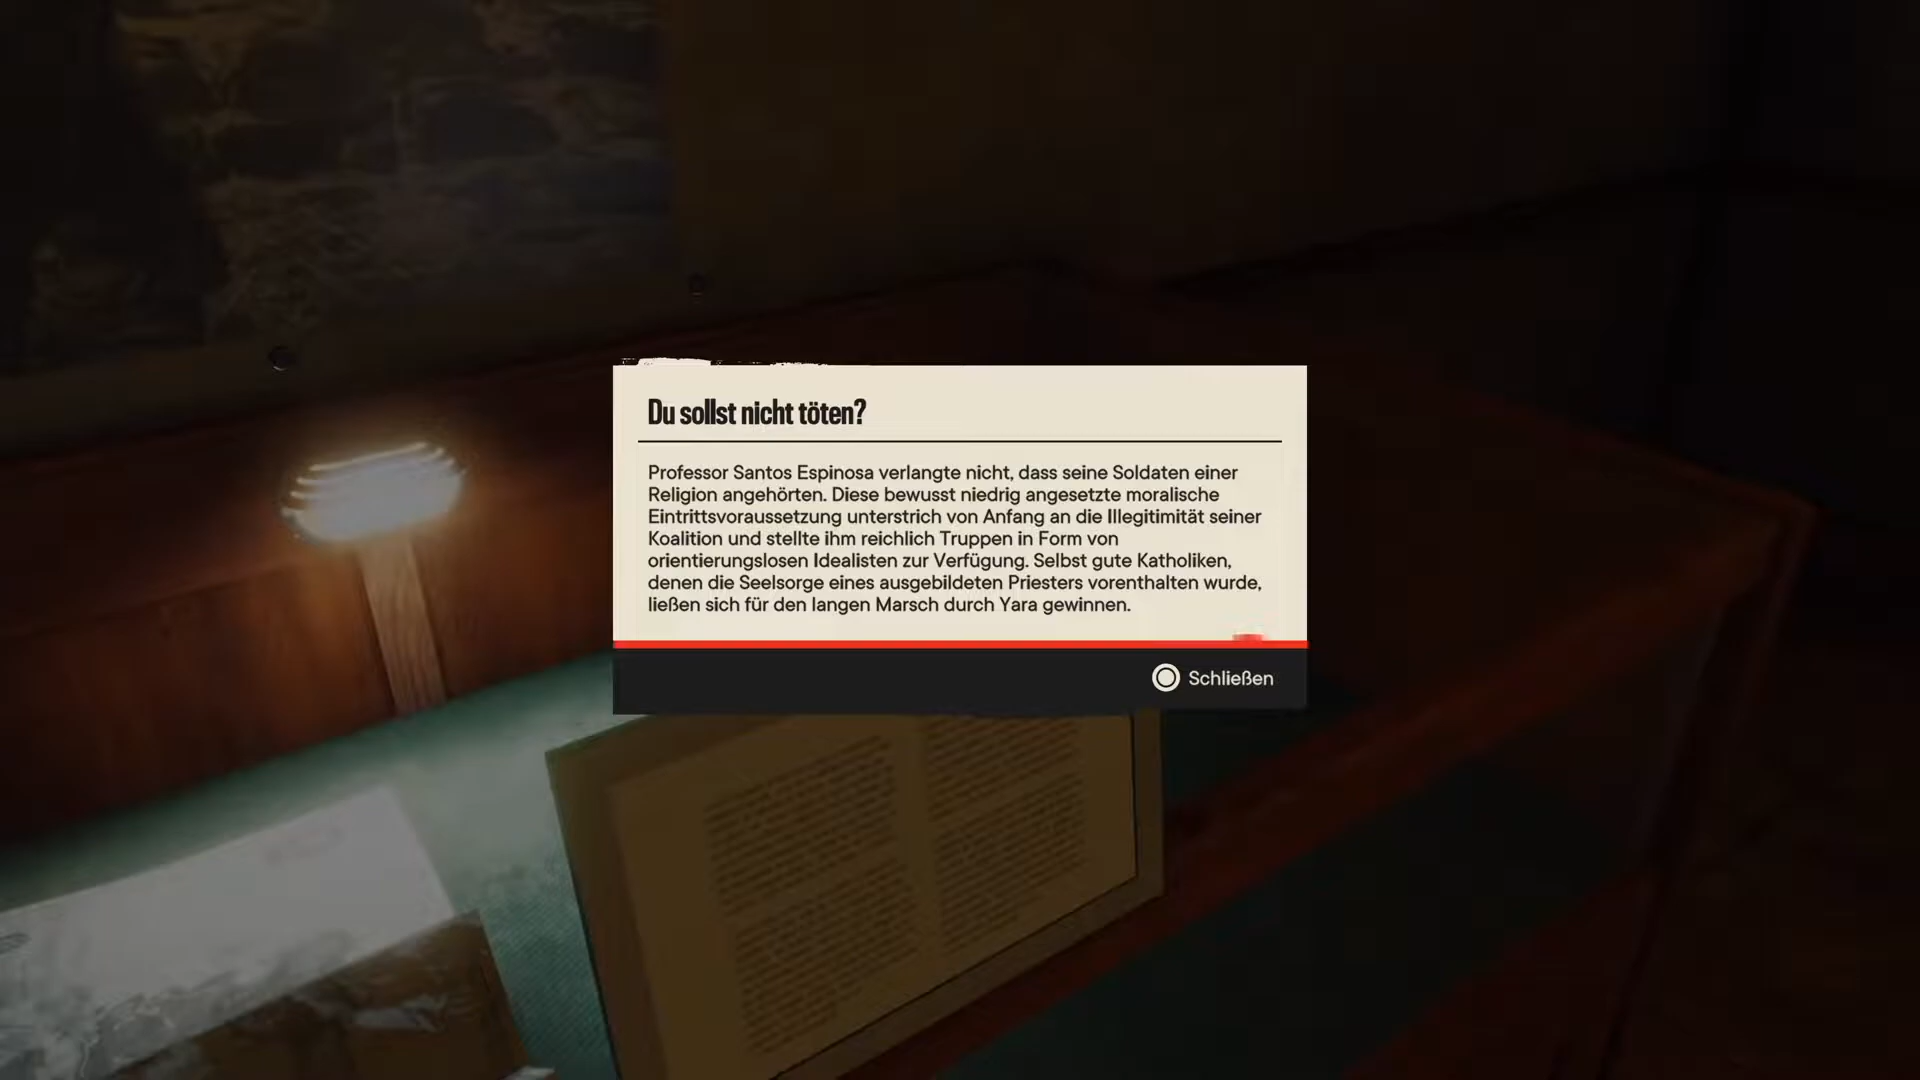 Du sollst nicht töten?
Professor Santos Espinosa verlangte nicht, dass seine Soldaten einer
Religion angehörten. Diese bewusst niedrig angesetzte moralische
Eintrittsvoraussetzung unterstrich von Anfang an die Illegitimität seiner
Koalition und stellte ihm reichlich Truppen in Form von
orientierungslosen Idealisten zur Verfügung. Selbst gute Katholiken,
denen die Seelsorge eines ausgebildeten Priesters vorenthalten wurde,
ließen sich für den langen Marsch durch Yara gewinnen.
Schließen